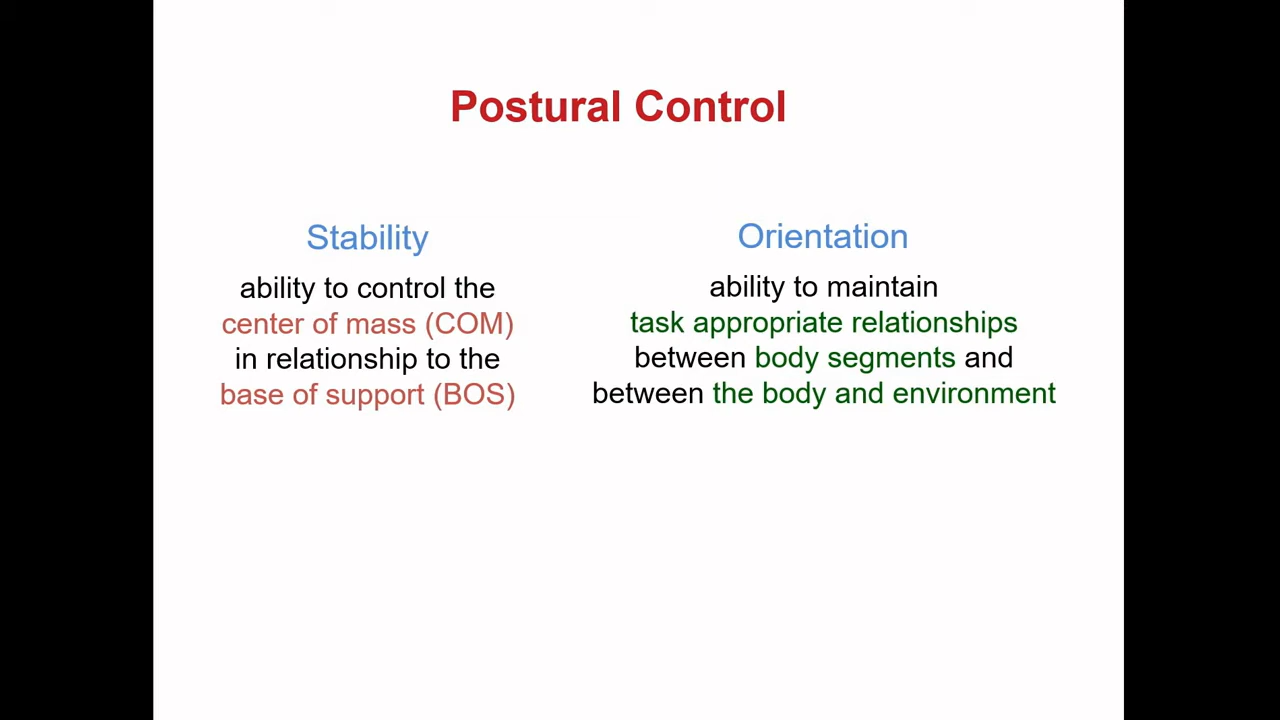 Postural Control
Stability
ability to control the
center of mass (COM)
in relationship to the
base of support (BOS)
Orientation
ability to maintain
task appropriate relationships
between body segments and
between the body and environment